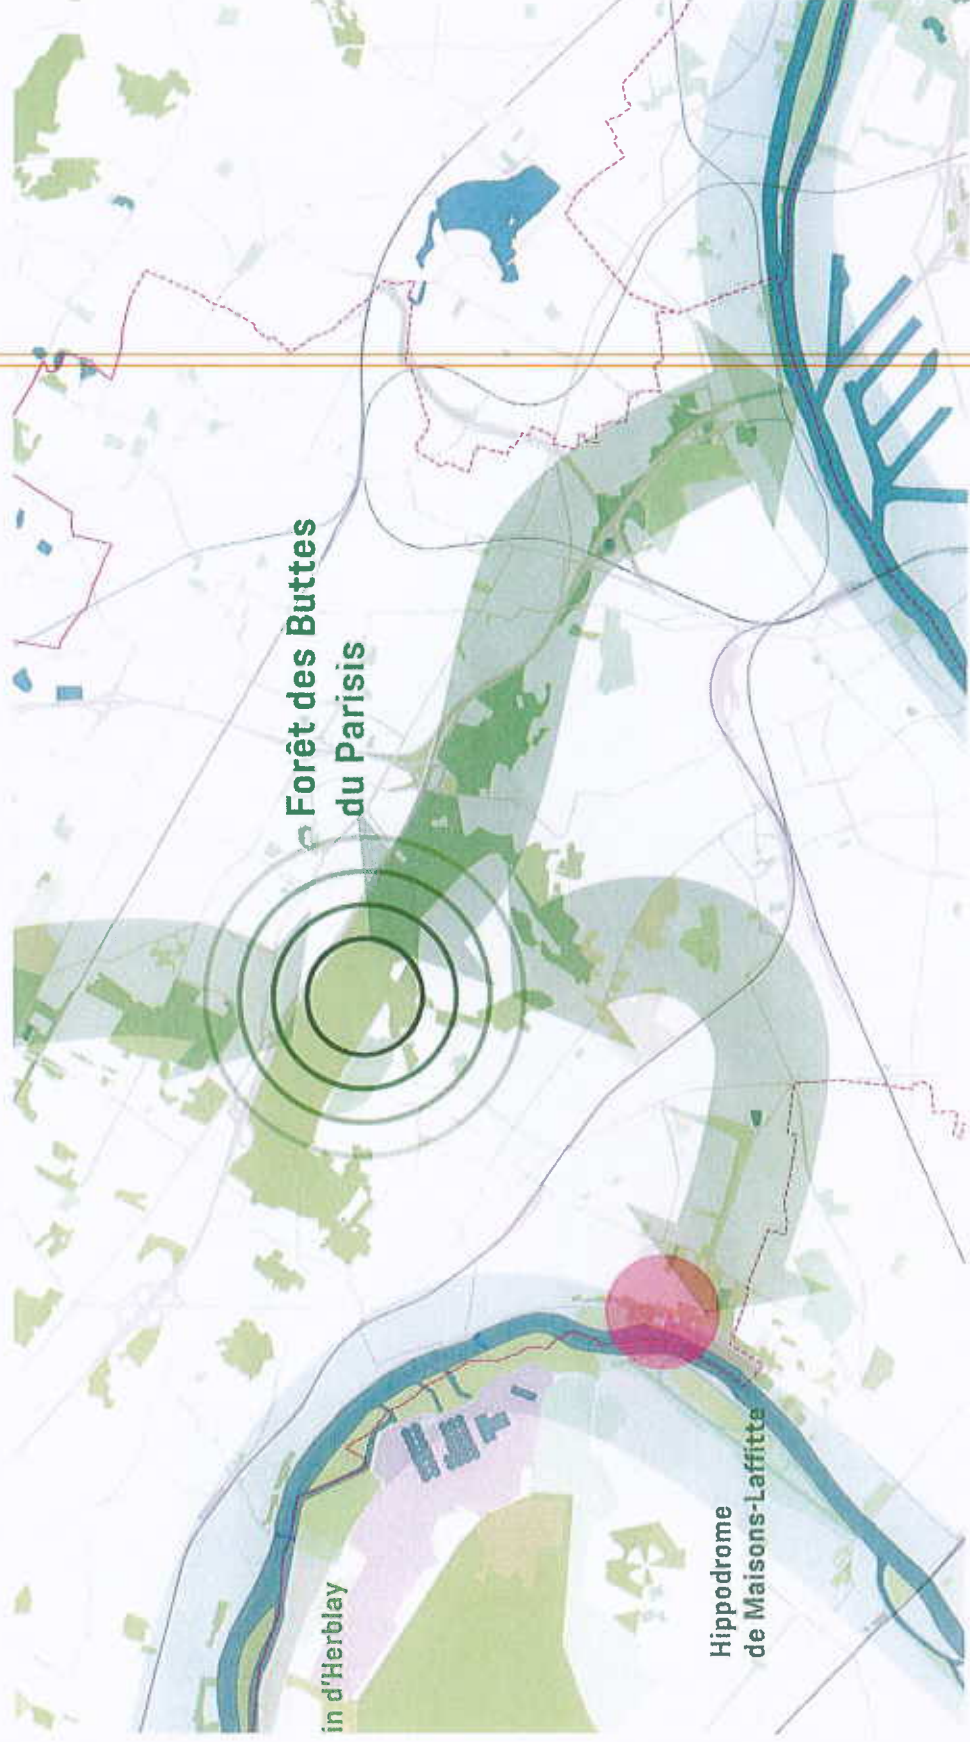 Forêt des Buttes
du Parisis
in d'Herblay
Hippodrome
de Maisons-Laffitte